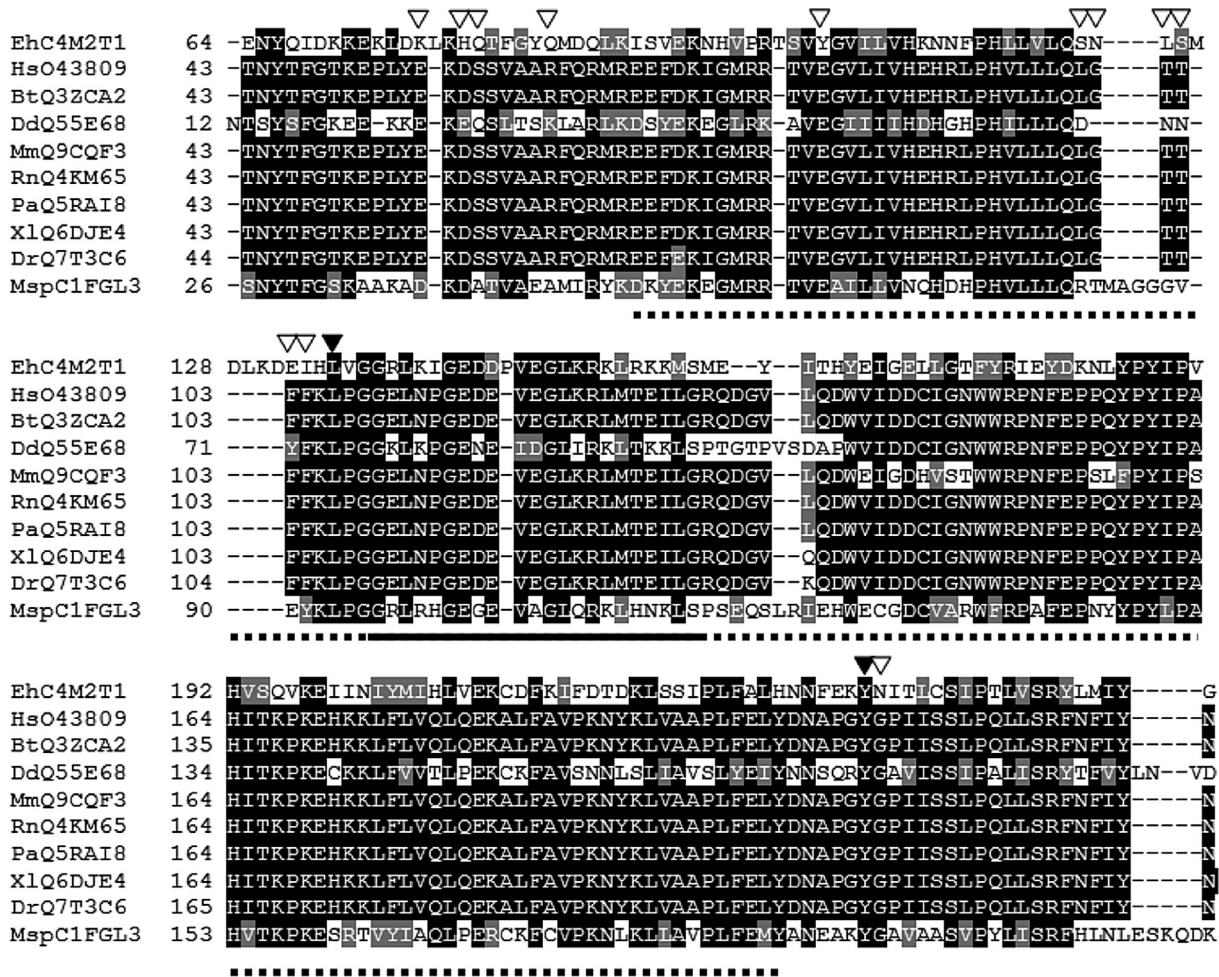 EhC4M2T1 64 -ENYQIDKKEKLDKLKHQTFGYQMDQLKISVEKNHVPRTSVYGVILVHKNNFPHLLVLQSN----LSM
HsO43809 43 -TNYTFGTKEPLYE-KDSSVAARFQRMREEFDKIGMRR-TVEGVLIVHEHRLPHVLLLQLG----TT-
BtQ3ZCA2 43 -TNYTFGTKEPLYE-KDSSVAARFQRMREEFDKIGMRR-TVEGVLIVHEHRLPHVLLLQLG----TT-
DdQ55E68 12 NTSYSFGKEE-KKE-KEQSLTSKLARLKDSYEKEGLRK-AVEGIIIIHDHGHPHILLLQD-----NN-
MmQ9CQF3 43 -TNYTFGTKEPLYE-KDSSVAARFQRMREEFDKIGMRR-TVEGVLIVHEHRLPHVLLLQLG----TT-
RnQ4KM65 43 -TNYTFGTKEPLYE-KDSSVAARFQRMREEFDKIGMRR-TVEGVLIVHEHRLPHVLLLQLG----TT-
PaQ5RAI8 43 -TNYTFGTKEPLYE-KDSSVAARFQRMREEFDKIGMRR-TVEGVLIVHEHRLPHVLLLQLG----TT-
XlQ6DJE4 43 -TNYTFGTKEPLYE-KDSSVAARFQRMREEFDKIGMRR-TVEGVLIVHEHRLPHVLLLQLG----TT-
DrQ7T3C6 44 -TNYTFGTKEPLYE-KDSSVAARFQRMREEFEKIGMRR-TVEGVLIVHEHRLPHVLLLQLG----TT-
MspC1FGL3 26 -SNYTFGSKAAKAD-KDATVAEAMIRYKDKYEKEGMRR-TVEAILLVNQHDHPHVLLLQRTMAGGGV-
EhC4M2T1 128 DLKDEIHLVGGRLKIGEDDPVEGLKRKLRKKMSME--Y--ITHYEIGELLGTFYRIEYDKNLYPYIPV
HsO43809 103 ----FFKLPGGELNPGEDE-VEGLKRLMTEILGRQDGV--LQDWVIDDCIGNWWRPNFEPPQYPYIPA
BtQ3ZCA2 103 ----FFKLPGGELNPGEDE-VEGLKRLMTEILGRQDGV--LQDWVIDDCIGNWWRPNFEPPQYPYIPA
DdQ55E68 71 ----YFKLPGGKLKPGENE-IDGLIRKLTKKLSPTGTPVSDAPWVIDDCIGNWWRPNFEPPQYPYIPA
MmQ9CQF3 103 ----FFKLPGGELNPGEDE-VEGLKRLMTEILGRQDGV--LQDWEIGDHVSTWWRPNFEPSLFPYIPS
RnQ4KM65 103 ----FFKLPGGELNPGEDE-VEGLKRLMTEILGRQDGV--LQDWVIDDCIGNWWRPNFEPPQYPYIPA
PaQ5RAI8 103 ----FFKLPGGELNPGEDE-VEGLKRLMTEILGRQDGV--LQDWVIDDCIGNWWRPNFEPPQYPYIPA
XlQ6DJE4 103 ----FFKLPGGELNPGEDE-VEGLKRLMTEILGRQDGV--QQDWVIDDCIGNWWRPNFEPPQYPYIPA
DrQ7T3C6 104 ----FFKLPGGELNPGEDE-VEGLKRLMTEILGRQDGV--KQDWVIDDCIGNWWRPNFEPPQYPYIPA
MspC1FGL3 90 ----EYKLPGGRLRHGEGE-VAGLQRKLHNKLSPSEQSLRIEHWECGDCVARWFRPAFEPNYYPYLPA
EhC4M2T1 192 HVSQVKEIINIYMIHLVEKCDFKIFDTDKLSSIPLFALHNNFEKYNITLCSIPTLVSRYLMIY-----G
HsO43809 164 HITKPKEHKKLFLVQLQEKALFAVPKNYKLVAAPLFELYDNAPGYGPIISSLPQLLSRFNFIY-----N
BtQ3ZCA2 135 HITKPKEHKKLFLVQLQEKALFAVPKNYKLVAAPLFELYDNAPGYGPIISSLPQLLSRFNFIY-----N
DdQ55E68 134 HITKPKECKKLFVVTLPEKCKFAVSNNLSLIAVSLYEIYNNSQRYGAVISSIPALISRYTFVYLN--VD
MmQ9CQF3 164 HITKPKEHKKLFLVQLQEKALFAVPKNYKLVAAPLFELYDNAPGYGPIISSLPQLLSRFNFIY-----N
RnQ4KM65 164 HITKPKEHKKLFLVQLQEKALFAVPKNYKLVAAPLFELYDNAPGYGPIISSLPQLLSRFNFIY-----N
PaQ5RAI8 164 HITKPKEHKKLFLVQLQEKALFAVPKNYKLVAAPLFELYDNAPGYGPIISSLPQLLSRFNFIY-----N
XlQ6DJE4 164 HITKPKEHKKLFLVQLQEKALFAVPKNYKLVAAPLFELYDNAPGYGPIISSLPQLLSRFNFIY-----N
DrQ7T3C6 165 HITKPKEHKKLFLVQLQEKALFAVPKNYKLVAAPLFELYDNAPGYGPIISSLPQLLSRFNFIY-----N
MspC1FGL3 153 HVTKPKESRTVYIAQLPERCKFCVPKNLKLLAVPLFEMYANEAKYGAVAASVPYLISRFHLNLESKQDK